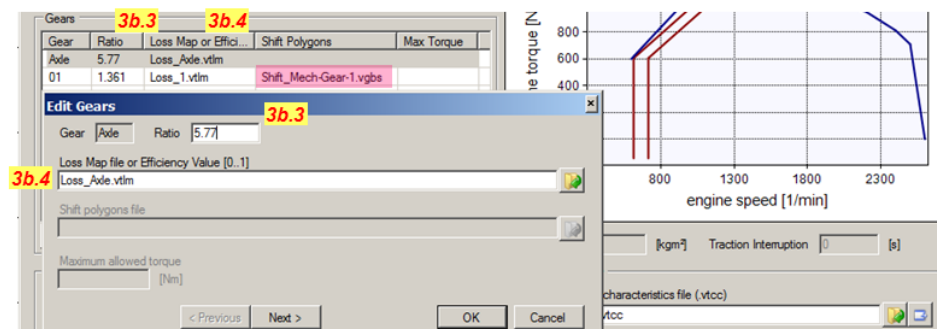 Gears
3b.3 3b.4
Gear Ratio Loss Map or Effici... Shift Polygons Max Torque
Axle 5.77 Loss_Axle.vtlm
01 1.361 Loss_1.vtlm Shift_Mech-Gear-1.vgbs
Edit Gears
3b.3
Gear Axle Ratio 5.77
Loss Map file or Efficiency Value [0..1]
3b.4 Loss_Axle.vtlm
Shift polygons file
Maximum allowed torque
[Nm]
< Previous Next > OK Cancel
ne torque [N
800
600
400
800 1300 1800 2300
engine speed [1/min]
[kgm²] Traction Interruption 0 [s]
characteristics file (.vtcc)
vtcc